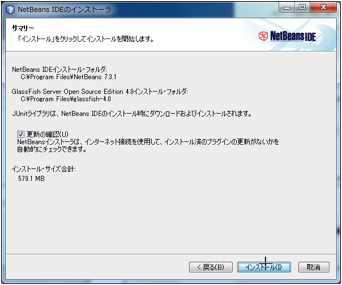 NetBeans IDEのインストーラ
サマリー
「インストール」をクリックしてインストールを開始します。
NetBeans IDE
NetBeans IDEインストール・フォルダ:
C:¥Program Files¥NetBeans 7.3.1
GlassFish Server Open Source Edition 4.0インストール・フォルダ:
C:¥Program Files¥glassfish-4.0
JUnitライブラリは、NetBeans IDEのインストール時にダウンロードおよびインストールされます。
更新の確認(U)
NetBeansインストーラは、インターネット接続を使用して、インストール済のプラグインの更新がないかを
自動的にチェックできます。
インストール・サイズ合計:
579.1 MB
< 戻る(B)
インストール(I)
取消